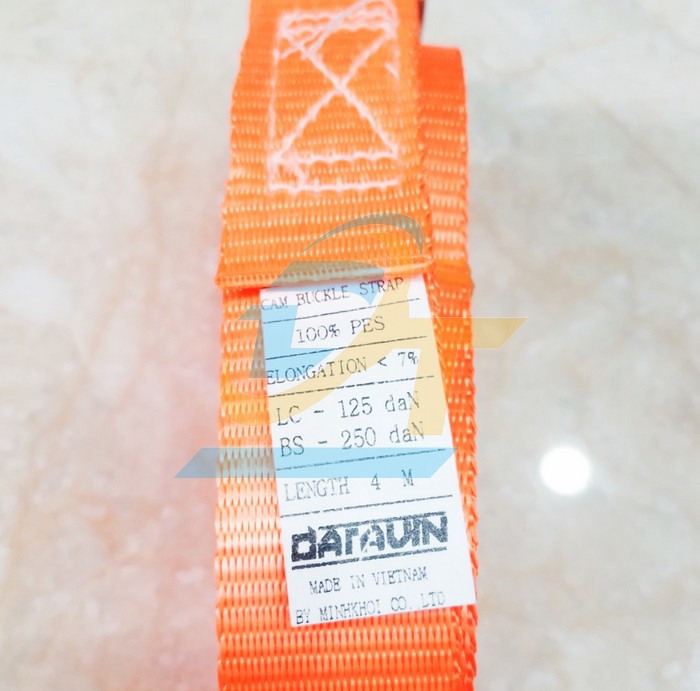 CAM BUCKLE STRAP
100% PES
ELONGATION < 7%
LC - 125 daN
BS - 250 daN
LENGTH 4 M
DATAVIN
MADE IN VIETNAM
BY MINHKHOI CO.,LTD